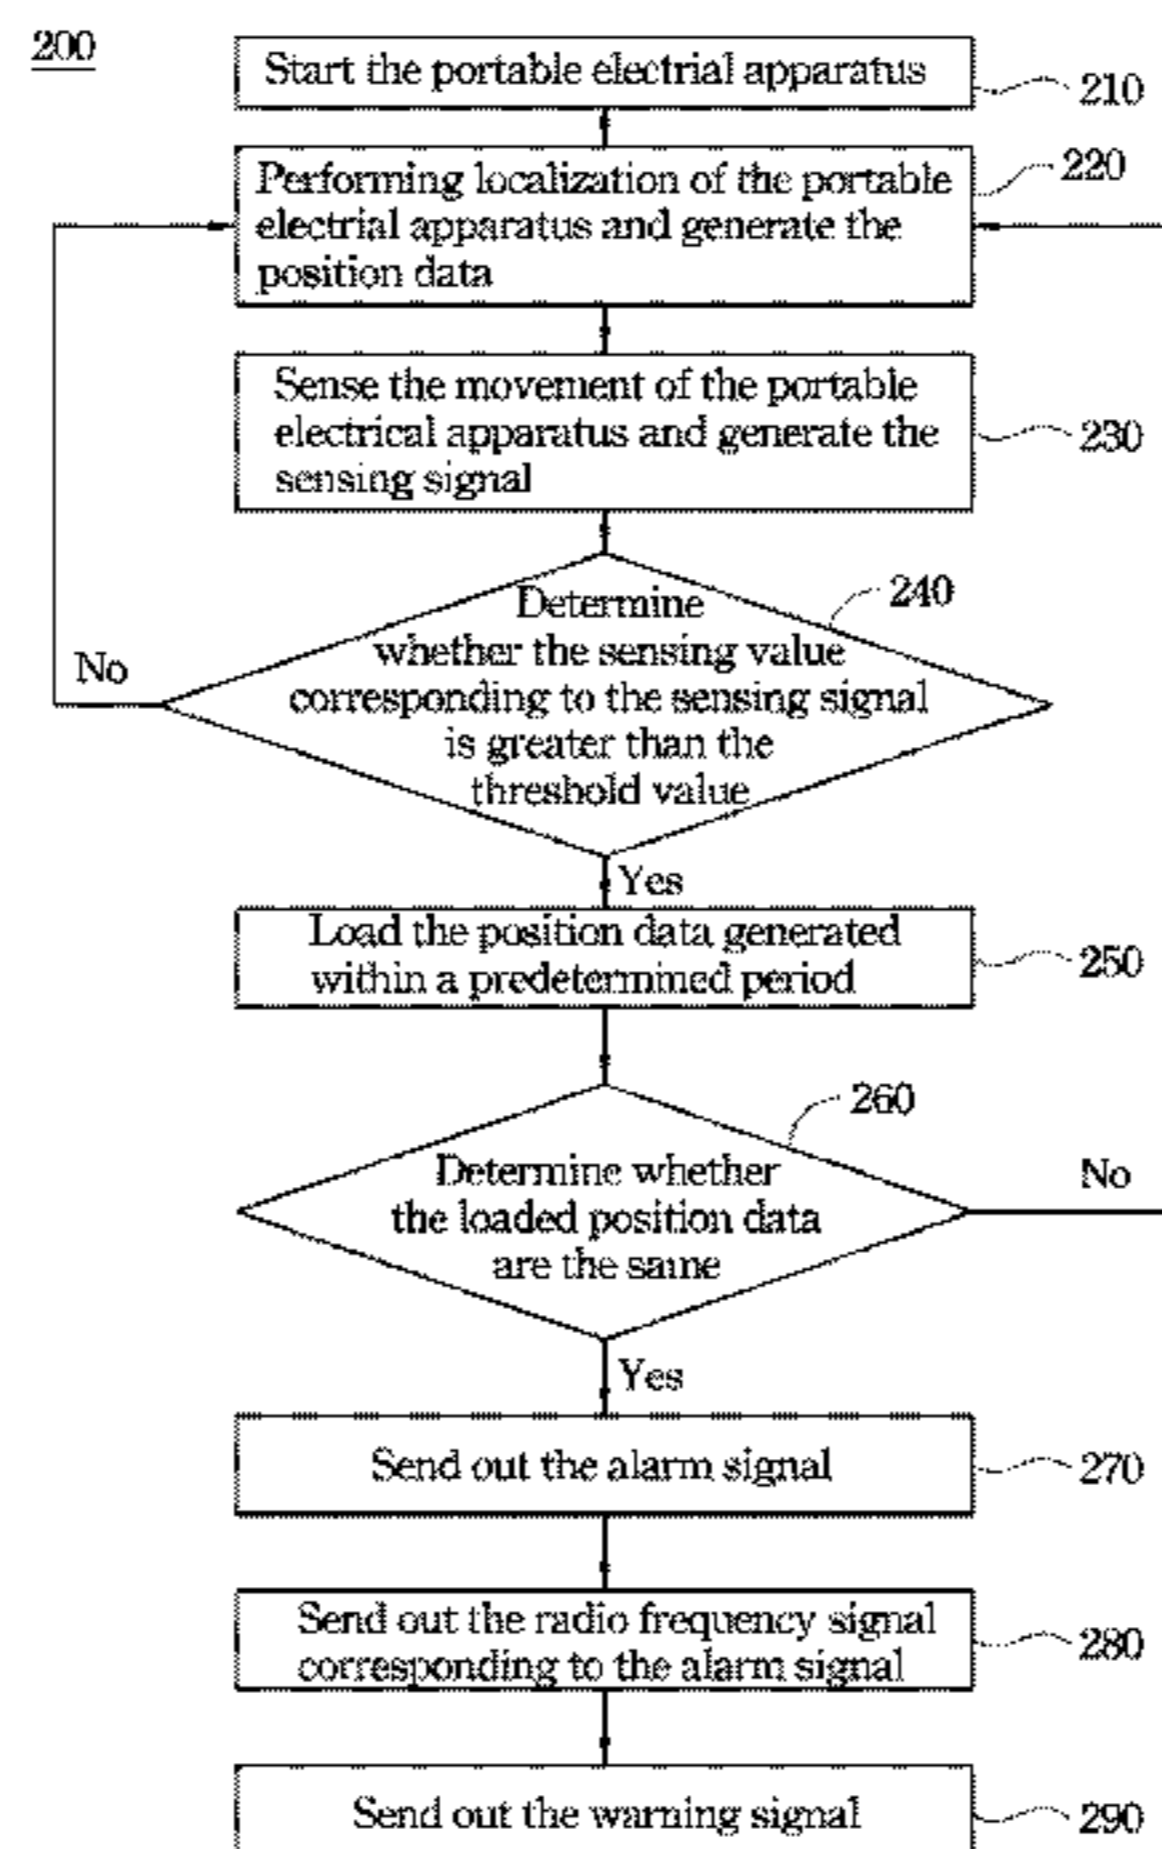 200
Start the portable electrial apparatus
210
Performing localization of the portable
electrial apparatus and generate the
position data
220
Sense the movement of the portable
electrical apparatus and generate the
sensing signal
230
Determine
whether the sensing value
corresponding to the sensing signal
is greater than the
threshold value
240
No
Yes
Load the position data generated
within a predetermined period
250
Determine whether
the loaded position data
are the same
260
No
Yes
Send out the alarm signal
270
Send out the radio frequency signal
corresponding to the alarm signal
280
Send out the warning signal
290